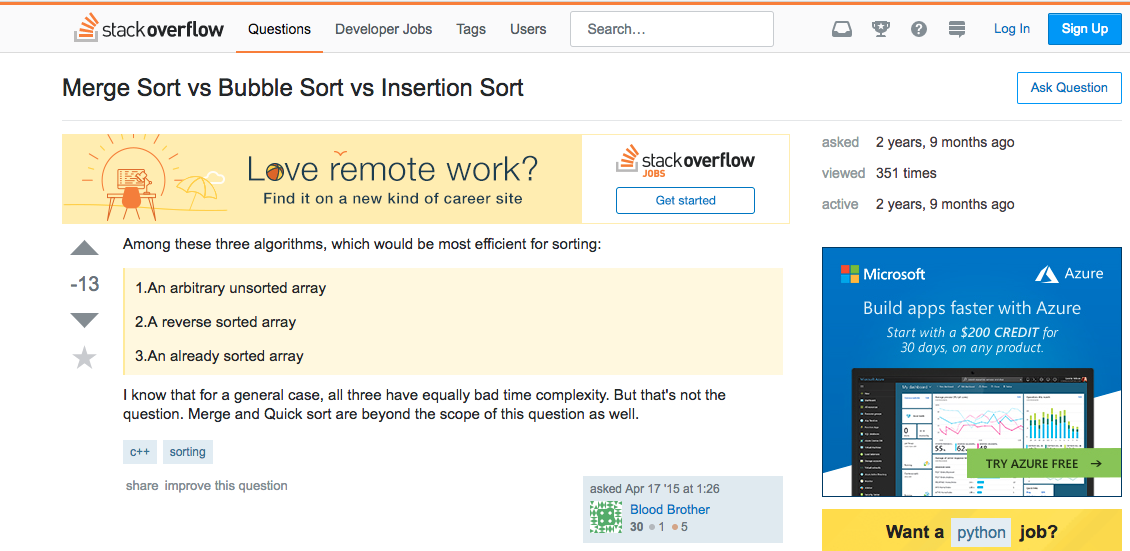 stackoverflow Questions Developer Jobs Tags Users Search... Log In Sign Up
Merge Sort vs Bubble Sort vs Insertion Sort
Ask Question
Love remote work?
Find it on a new kind of career site
stackoverflow
JOBS
Get started
asked 2 years, 9 months ago
viewed 351 times
active 2 years, 9 months ago
-13
Among these three algorithms, which would be most efficient for sorting:
1.An arbitrary unsorted array
2.A reverse sorted array
3.An already sorted array
I know that for a general case, all three have equally bad time complexity. But that's not the
question. Merge and Quick sort are beyond the scope of this question as well.
c++ sorting
share improve this question
asked Apr 17 '15 at 1:26
Blood Brother
30 1 5
Microsoft Azure
Build apps faster with Azure
Start with a $200 CREDIT for
30 days, on any product.
TRY AZURE FREE →
Want a python job?